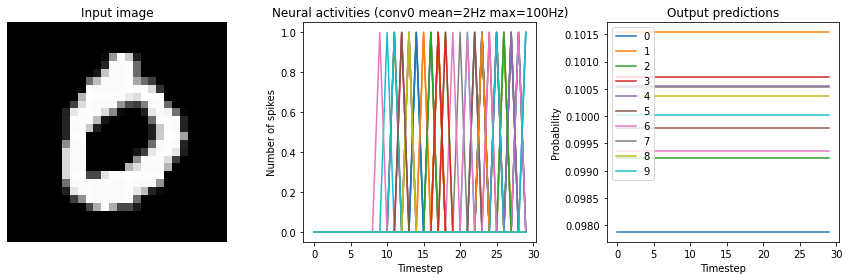 Input image
Neural activities (conv0 mean=2Hz max=100Hz)
Number of spikes
1.0
0.8
0.6
0.4
0.2
0.0
0 5 10 15 20 25 30
Timestep
Output predictions
Probability
0.1015
0.1010
0.1005
0.1000
0.0995
0.0990
0.0985
0.0980
0
1
2
3
4
5
6
7
8
9
0 5 10 15 20 25 30
Timestep